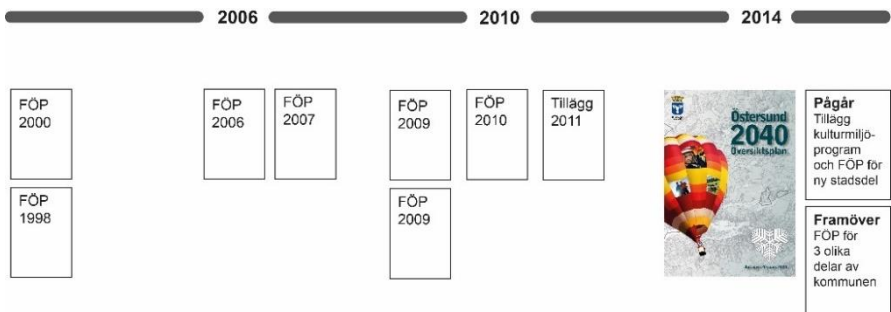 2006
2010
2014
FÖP
2000
FÖP
2006
FÖP
2007
FÖP
2009
FÖP
2010
Tillägg
2011
FÖP
1998
FÖP
2009
Östersund
2040
Översiktsplan
Pågår
Tillägg
kulturmiljö-
program
och FÖP för
ny stadsdel
Framöver
FÖP för
3 olika
delar av
kommunen